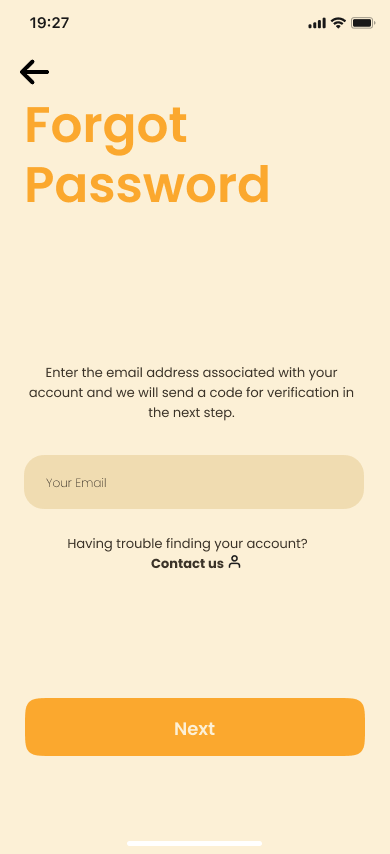 19:27
Forgot
Password
Enter the email address associated with your
account and we will send a code for verification in
the next step.
Your Email
Having trouble finding your account?
Contact us
Next